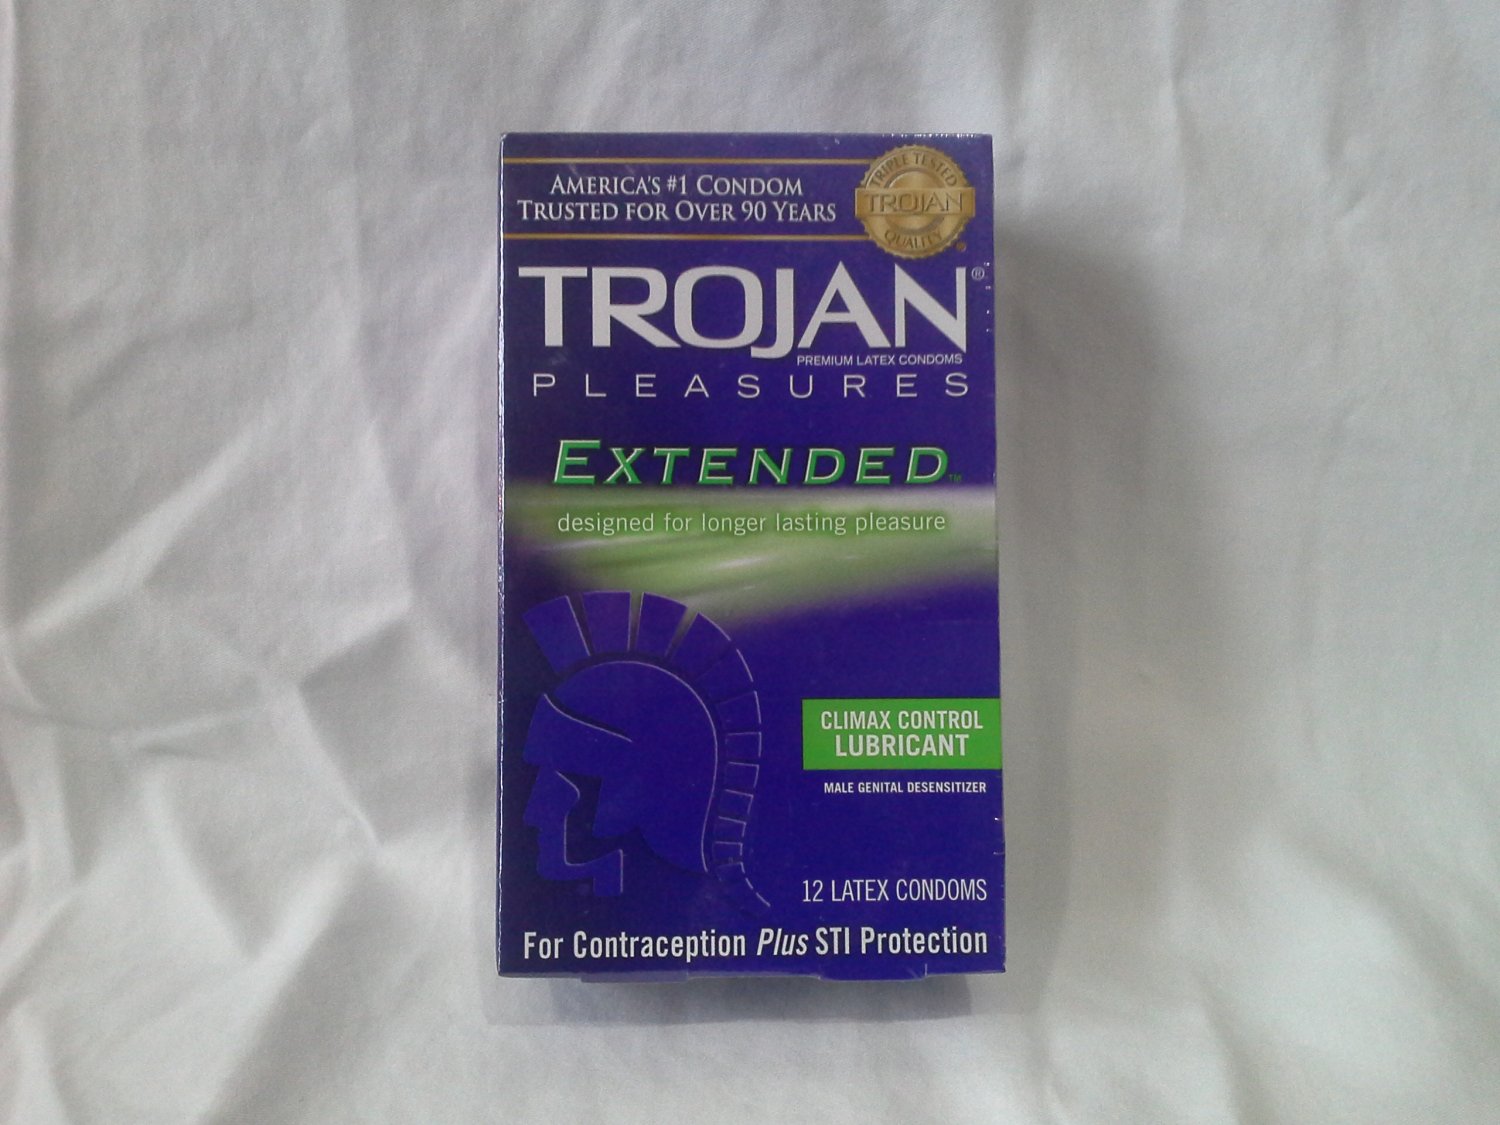 AMERICA'S #1 CONDOM
TRUSTED FOR OVER 90 YEARS
TRIPLE TESTED
TROJAN
QUALITY
®
TROJAN®
PREMIUM LATEX CONDOMS
PLEASURES
EXTENDED™
designed for longer lasting pleasure
CLIMAX CONTROL
LUBRICANT
MALE GENITAL DESENSITIZER
12 LATEX CONDOMS
For Contraception Plus STI Protection